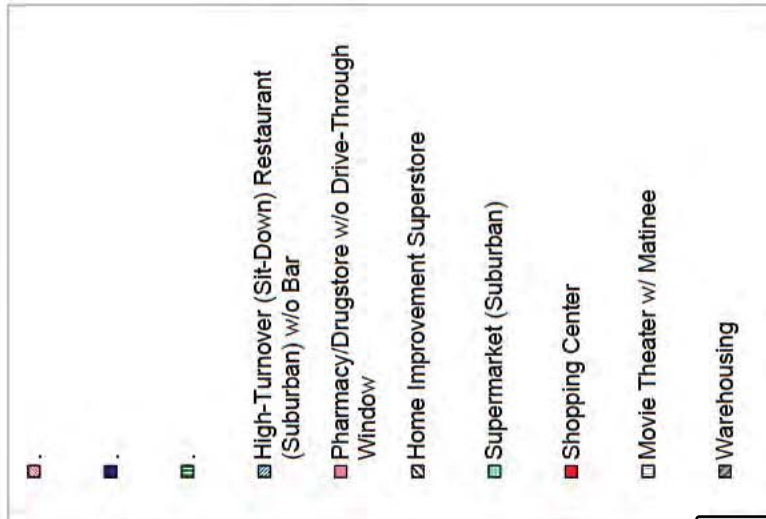 .
.
.
High-Turnover (Sit-Down) Restaurant
(Suburban) w/o Bar
Pharmacy/Drugstore w/o Drive-Through
Window
Home Improvement Superstore
Supermarket (Suburban)
Shopping Center
Movie Theater w/ Matinee
Warehousing